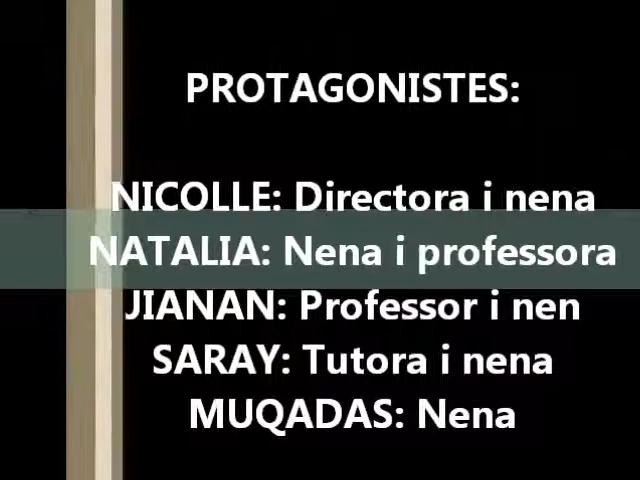 PROTAGONISTES:
NICOLLE: Directora i nena
NATALIA: Nena i professora
JIANAN: Professor i nen
SARAY: Tutora i nena
MUQADAS: Nena